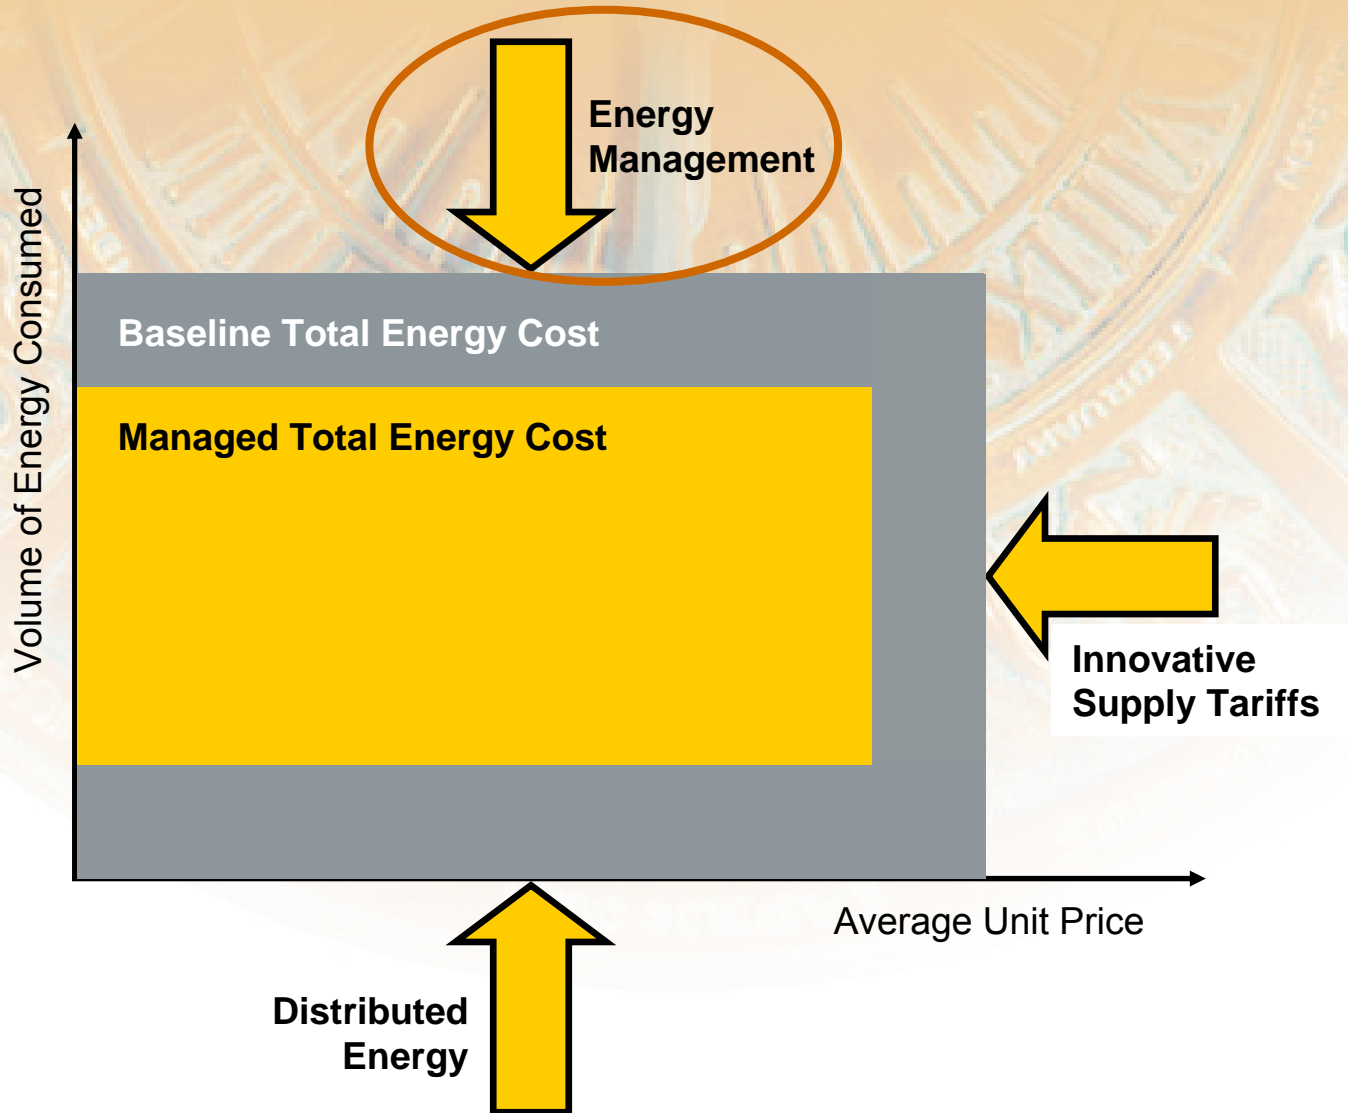 Energy
Management
Volume of Energy Consumed
Baseline Total Energy Cost
Managed Total Energy Cost
Innovative
Supply Tariffs
Average Unit Price
Distributed
Energy